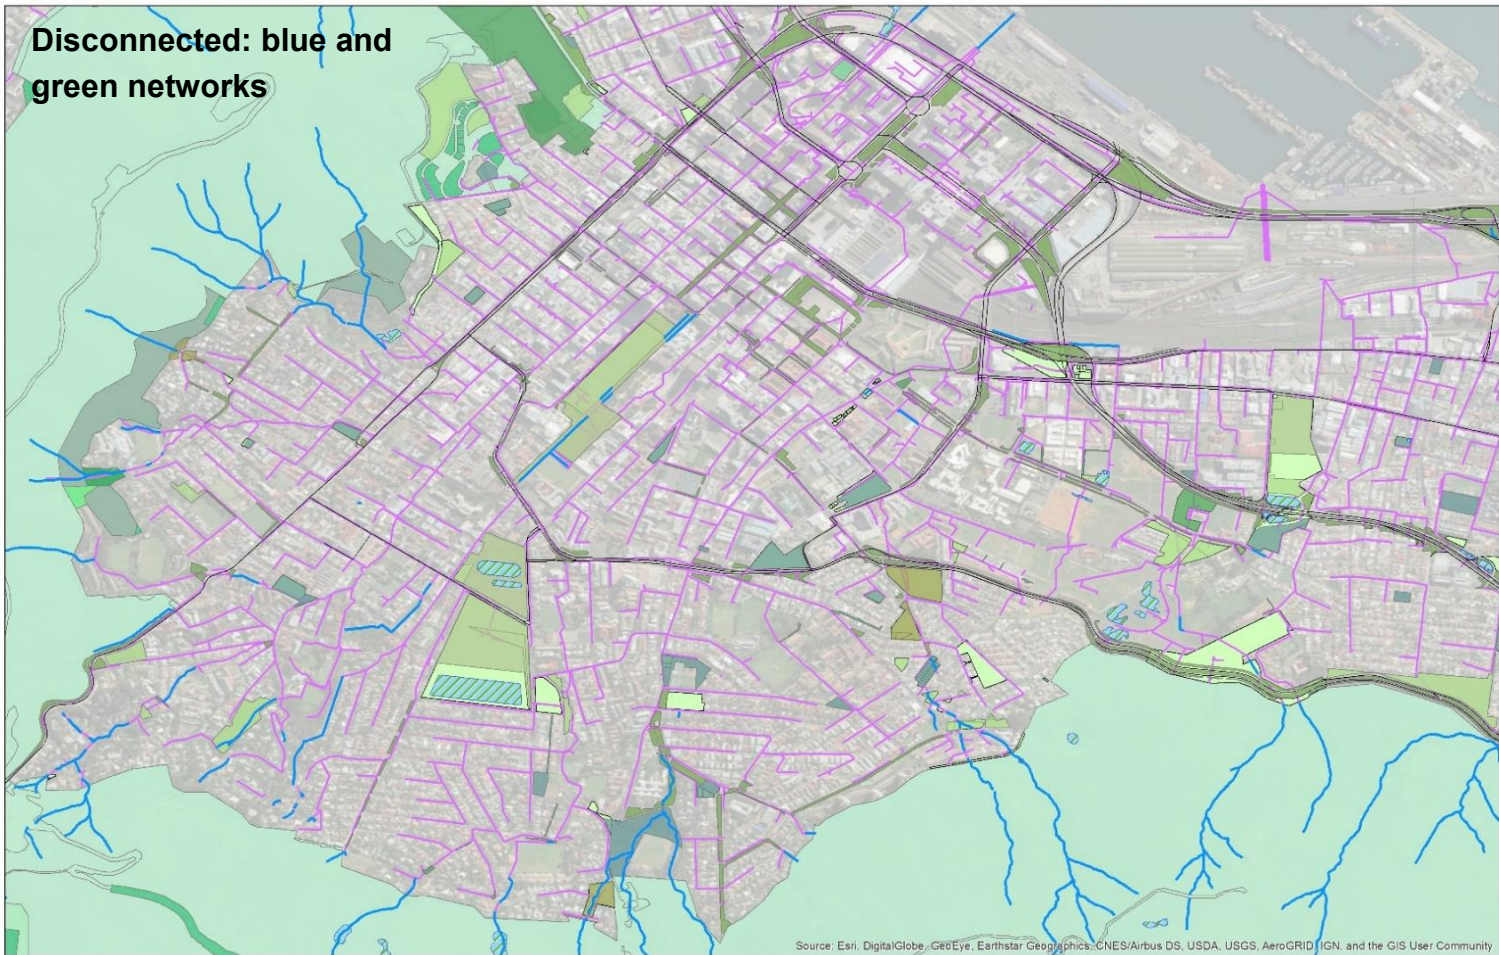 Disconnected: blue and
green networks
Source: Esri, DigitalGlobe, GeoEye, Earthstar Geographics, CNES/Airbus DS, USDA, USGS, AeroGRID, IGN, and the GIS User Community